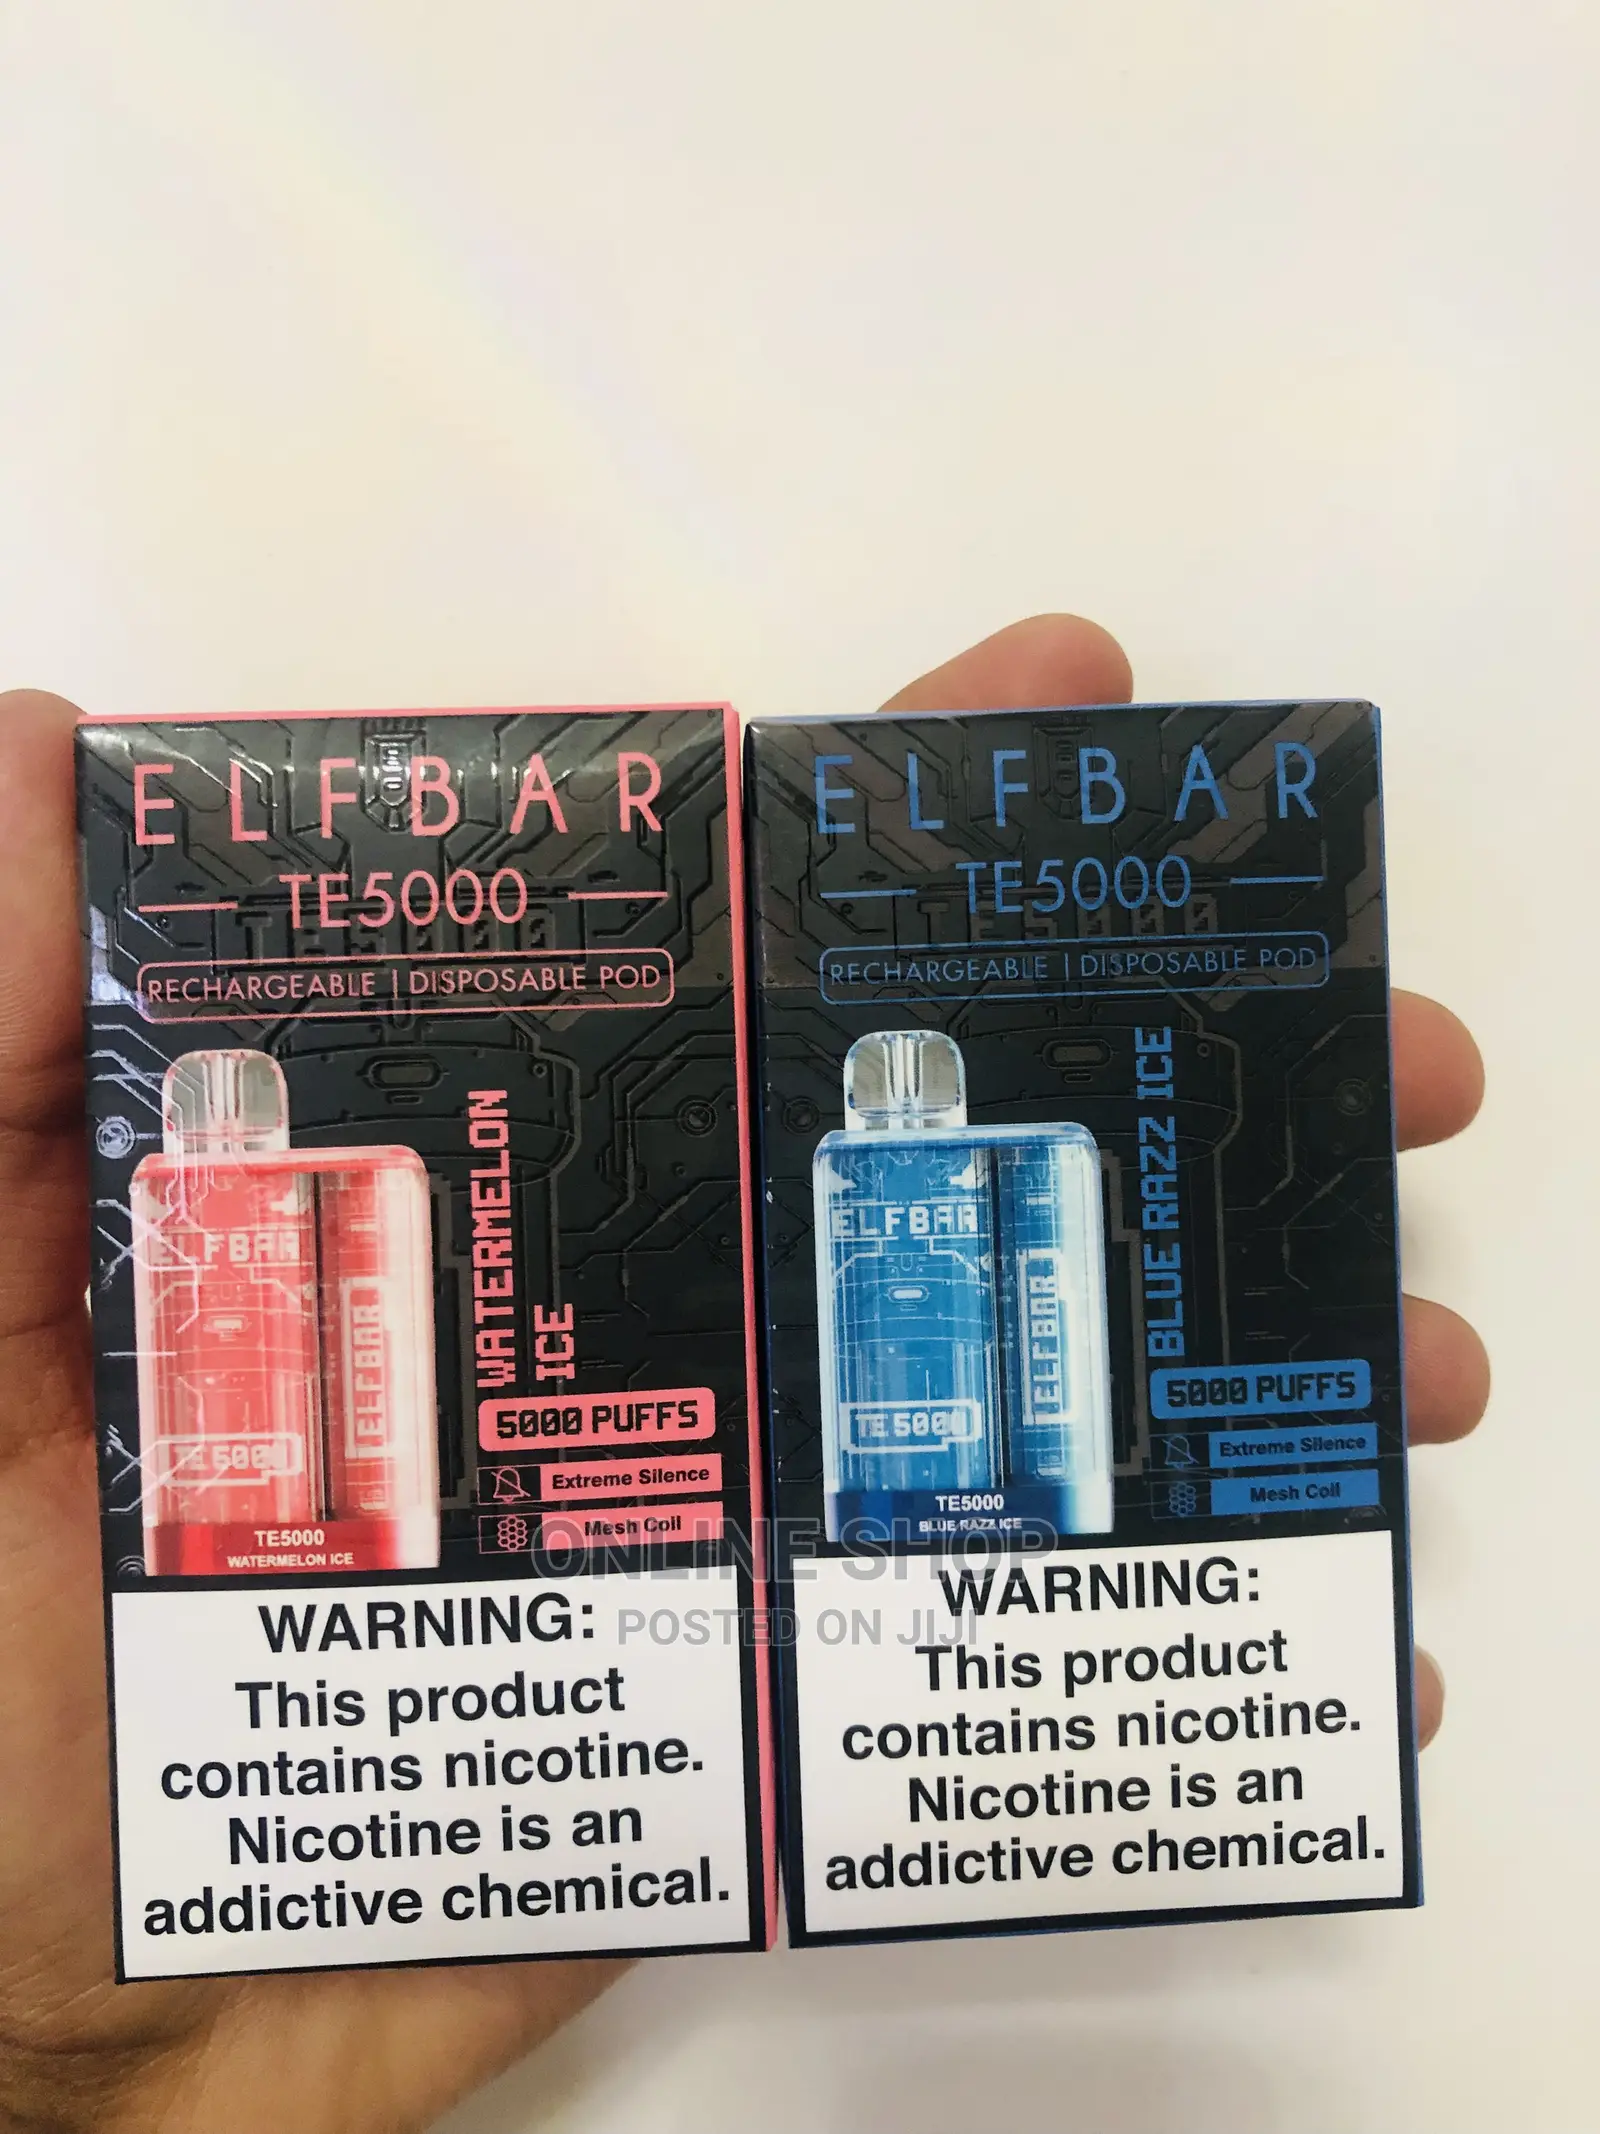 ELFBAR
TE5000
TE5000
RECHARGEABLE | DISPOSABLE POD
WATERMELON
ICE
ELFBAR
ELFBAR
TE5000
5000 PUFFS
Extreme Silence
Mesh Coil
TE5000
WATERMELON ICE
WARNING:
This product
contains nicotine.
Nicotine is an
addictive chemical.
ELFBAR
TE5000
TE5000
RECHARGEABLE | DISPOSABLE POD
BLUE RAZZ ICE
ELFBAR
ELFBAR
TE5000
5000 PUFFS
Extreme Silence
Mesh Coil
TE5000
BLUE RAZZ ICE
WARNING:
This product
contains nicotine.
Nicotine is an
addictive chemical.
ONLINE SHOP
POSTED ON JIJI